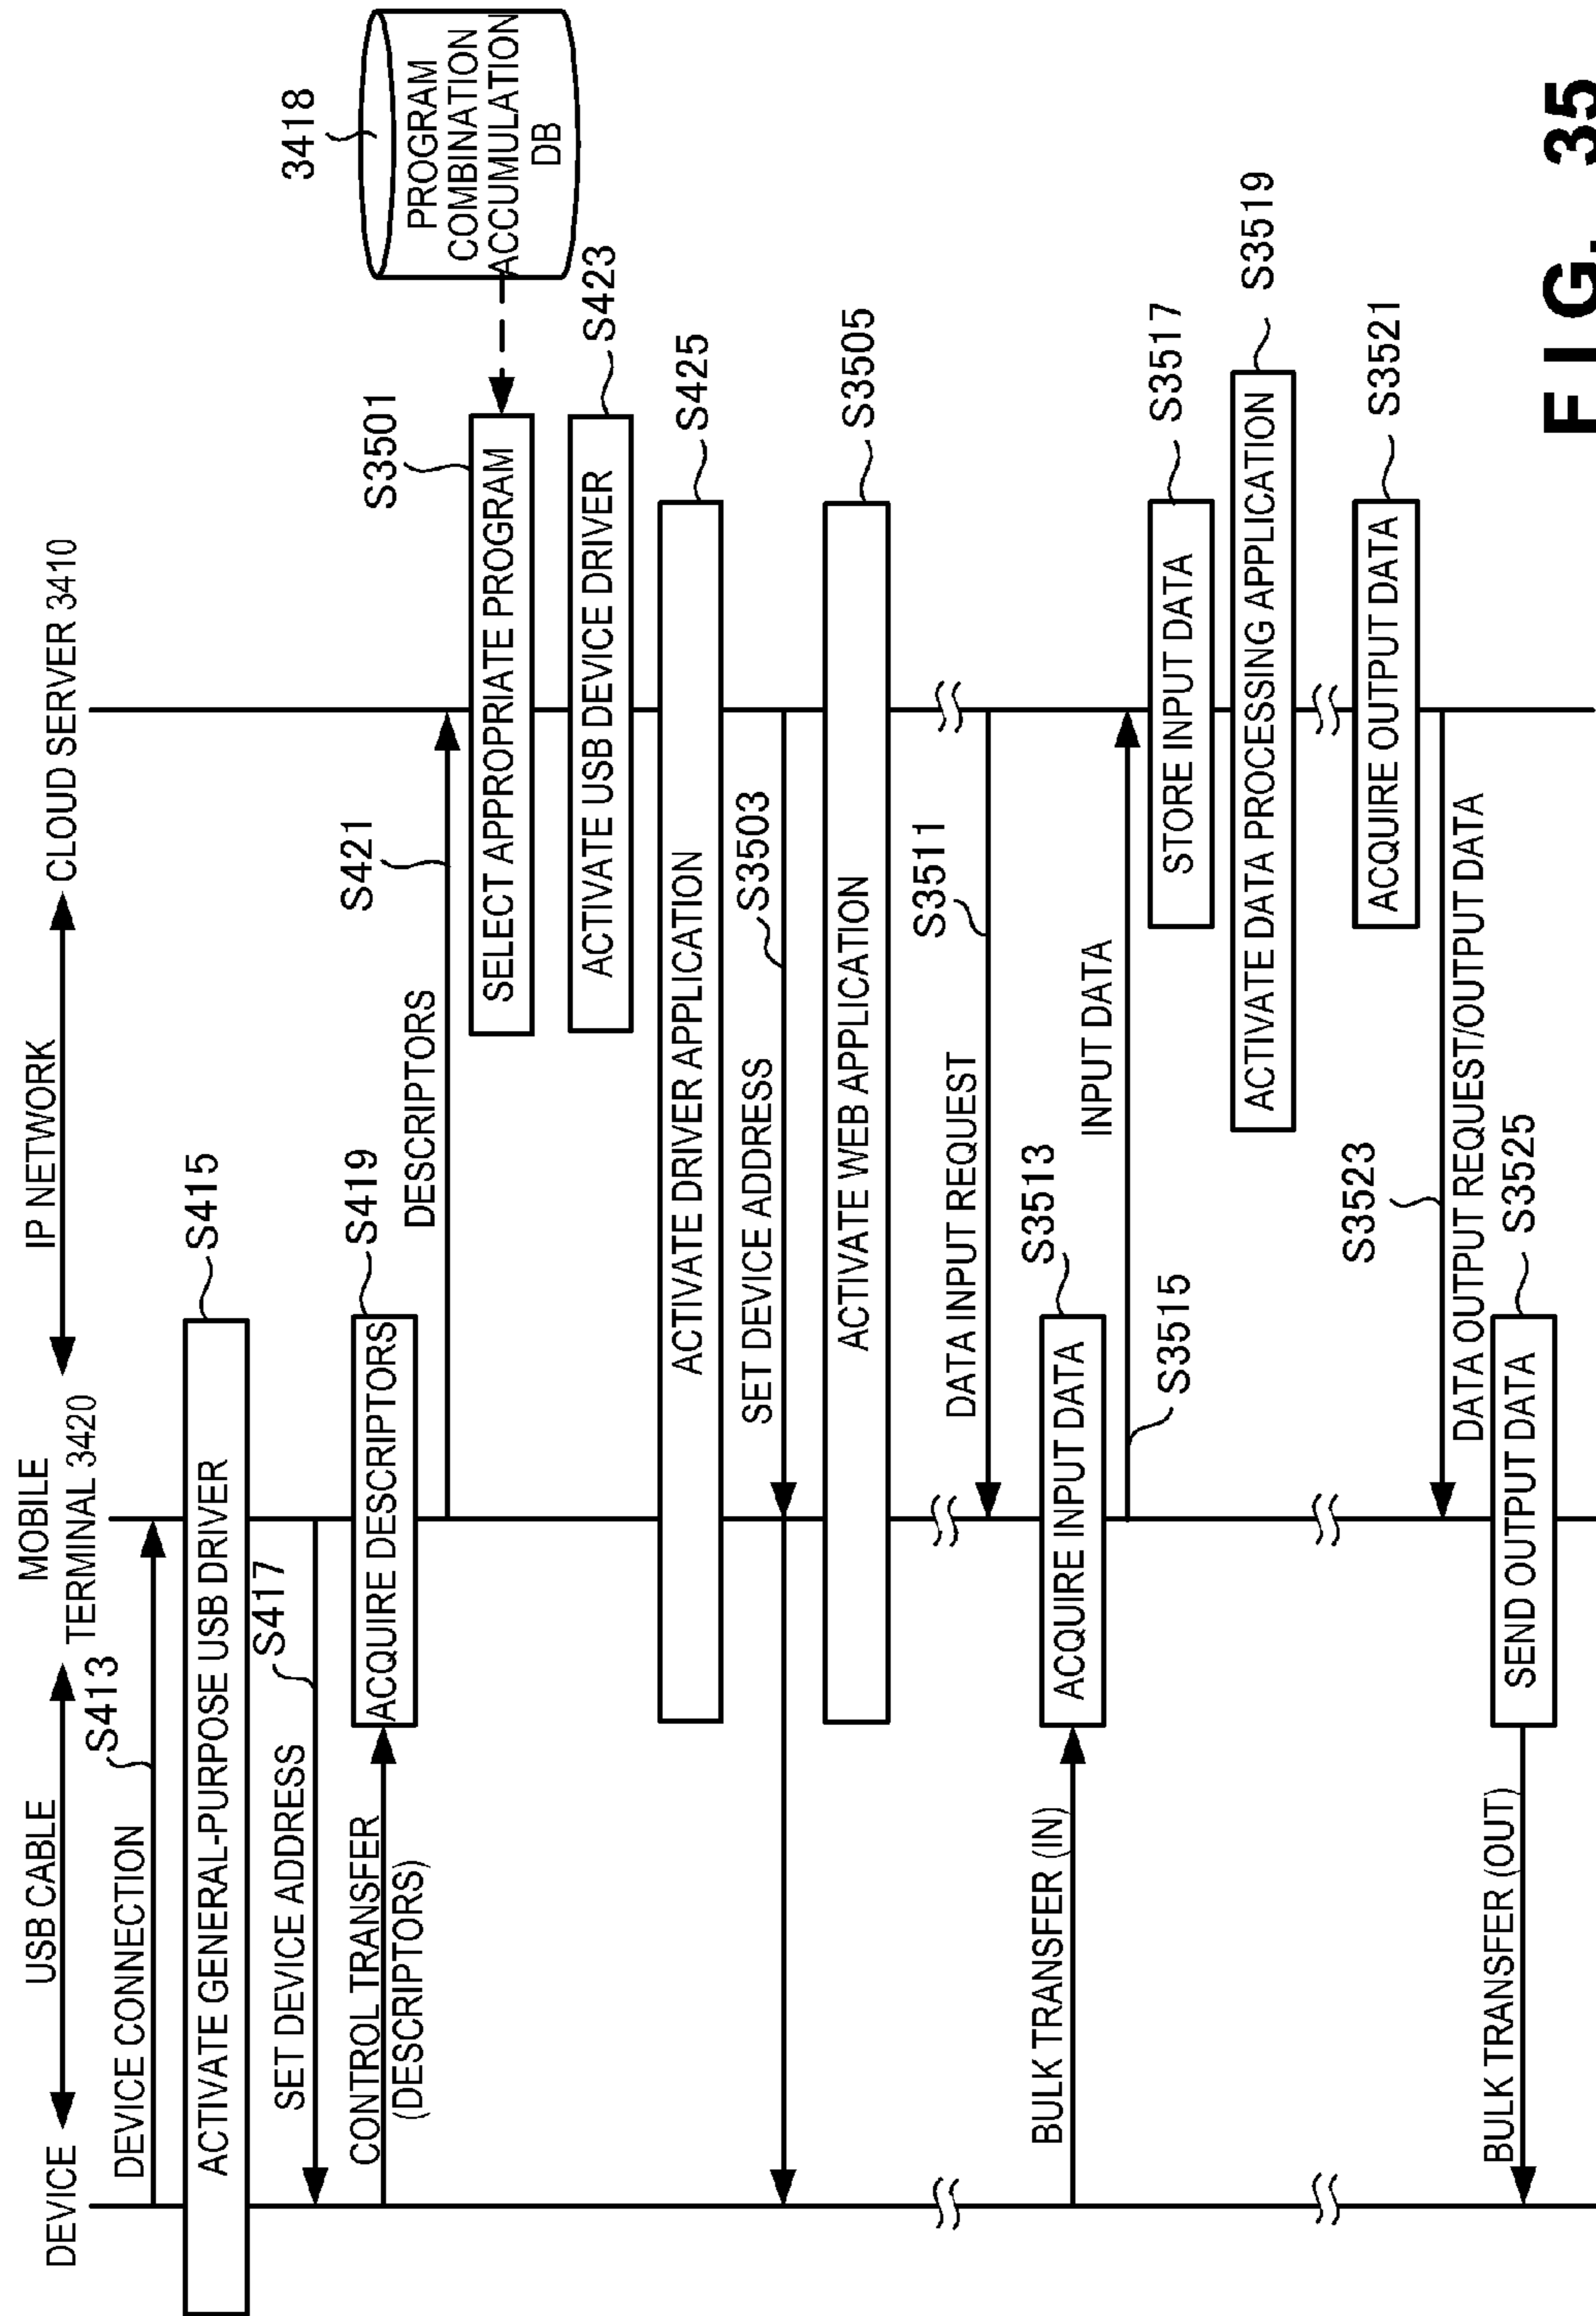 DEVICE
USB CABLE
MOBILE
TERMINAL 3420
IP NETWORK
CLOUD SERVER 3410
DEVICE CONNECTION
S413
ACTIVATE GENERAL-PURPOSE USB DRIVER
S415
SET DEVICE ADDRESS
S417
CONTROL TRANSFER
(DESCRIPTORS)
ACQUIRE DESCRIPTORS
S419
DESCRIPTORS
S421
3418
PROGRAM
COMBINATION
ACCUMULATION
DB
SELECT APPROPRIATE PROGRAM
S3501
ACTIVATE USB DEVICE DRIVER
S423
ACTIVATE DRIVER APPLICATION
S425
SET DEVICE ADDRESS
S3503
ACTIVATE WEB APPLICATION
S3505
DATA INPUT REQUEST
S3511
BULK TRANSFER (IN)
ACQUIRE INPUT DATA
S3513
INPUT DATA
S3515
STORE INPUT DATA
S3517
ACTIVATE DATA PROCESSING APPLICATION
S3519
ACQUIRE OUTPUT DATA
S3521
DATA OUTPUT REQUEST/OUTPUT DATA
S3523
BULK TRANSFER (OUT)
SEND OUTPUT DATA
S3525
FIG. 35